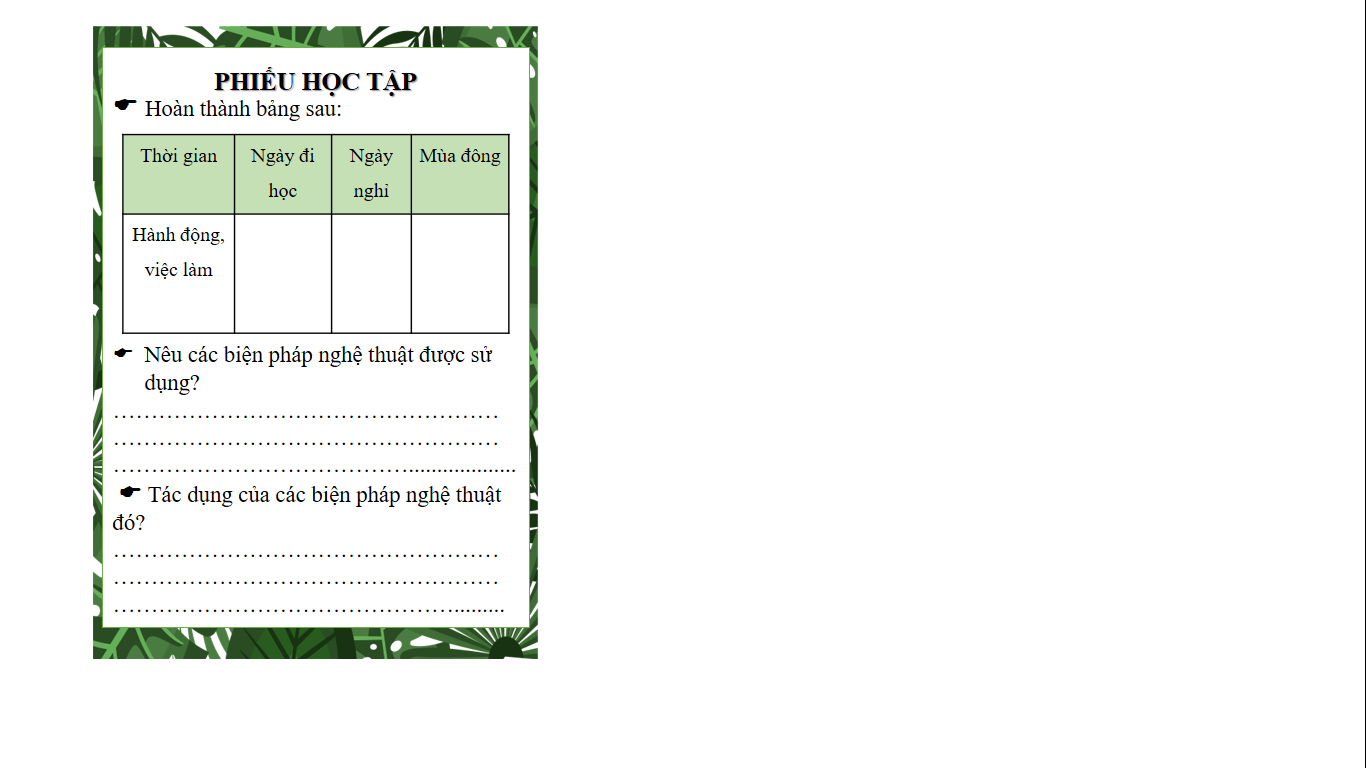 PHIẾU HỌC TẬP
☛ Hoàn thành bảng sau:
Thời gian
Ngày đi
học
Ngày
nghỉ
Mùa đông
Hành động,
việc làm
☛ Nêu các biện pháp nghệ thuật được sử
dụng?
……………………………………………
……………………………………………
…………………………………...................
☛ Tác dụng của các biện pháp nghệ thuật
đó?
……………………………………………
……………………………………………
……………………………………….........